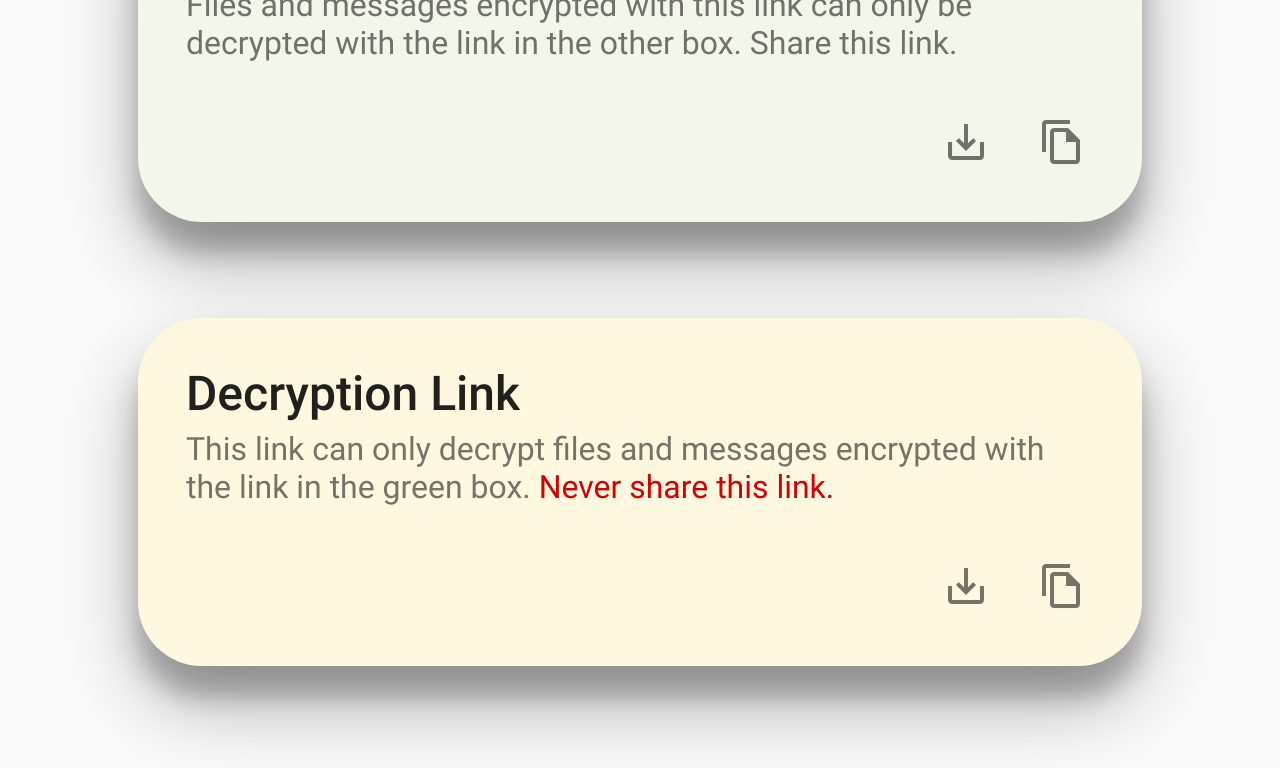 Files and messages encrypted with this link can only be
decrypted with the link in the other box. Share this link.
Decryption Link
This link can only decrypt files and messages encrypted with
the link in the green box. Never share this link.